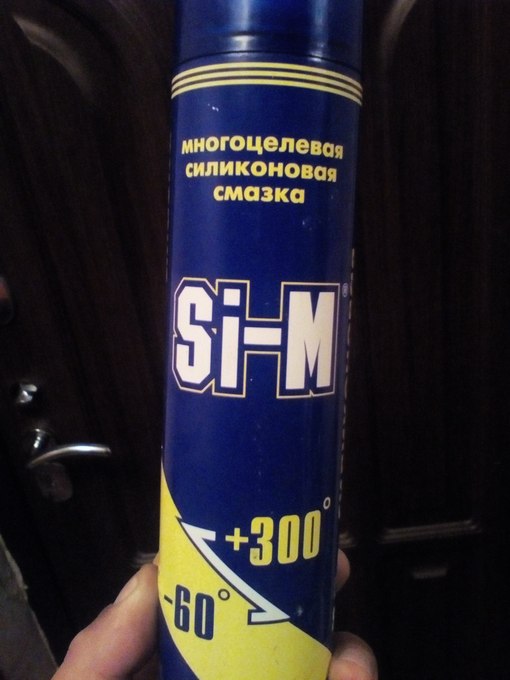 многоцелевая
силиконовая
смазка
Si-M®
+300°
-60°